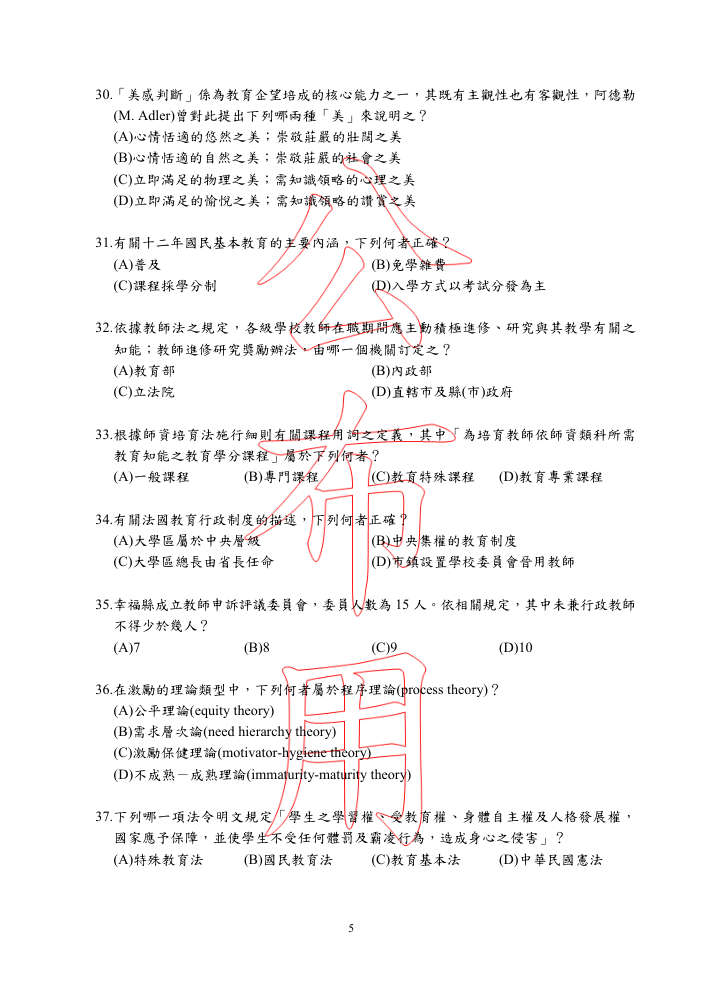 30.「美感判斷」係為教育企望培成的核心能力之一，其既有主觀性也有客觀性，阿德勒
(M. Adler)曾對此提出下列哪兩種「美」來說明之？
(A)心情恬適的悠然之美；崇敬莊嚴的壯闊之美
(B)心情恬適的自然之美；崇敬莊嚴的社會之美
(C)立即滿足的物理之美；需知識領略的心理之美
(D)立即滿足的愉悅之美；需知識領略的讚賞之美
31.有關十二年國民基本教育的主要內涵，下列何者正確？
(A)普及 (B)免學雜費
(C)課程採學分制 (D)入學方式以考試分發為主
32.依據教師法之規定，各級學校教師在職期間應主動積極進修、研究與其教學有關之
知能；教師進修研究獎勵辦法，由哪一個機關訂定之？
(A)教育部 (B)內政部
(C)立法院 (D)直轄市及縣(市)政府
33.根據師資培育法施行細則有關課程用詞之定義，其中「為培育教師依師資類科所需
教育知能之教育學分課程」屬於下列何者？
(A)一般課程 (B)專門課程 (C)教育特殊課程 (D)教育專業課程
34.有關法國教育行政制度的描述，下列何者正確？
(A)大學區屬於中央層級 (B)中央集權的教育制度
(C)大學區總長由省長任命 (D)市鎮設置學校委員會晉用教師
35.幸福縣成立教師申訴評議委員會，委員人數為 15 人。依相關規定，其中未兼行政教師
不得少於幾人？
(A)7 (B)8 (C)9 (D)10
36.在激勵的理論類型中，下列何者屬於程序理論(process theory)？
(A)公平理論(equity theory)
(B)需求層次論(need hierarchy theory)
(C)激勵保健理論(motivator-hygiene theory)
(D)不成熟－成熟理論(immaturity-maturity theory)
37.下列哪一項法令明文規定「學生之學習權、受教育權、身體自主權及人格發展權，
國家應予保障，並使學生不受任何體罰及霸凌行為，造成身心之侵害」？
(A)特殊教育法 (B)國民教育法 (C)教育基本法 (D)中華民國憲法
5
公布用